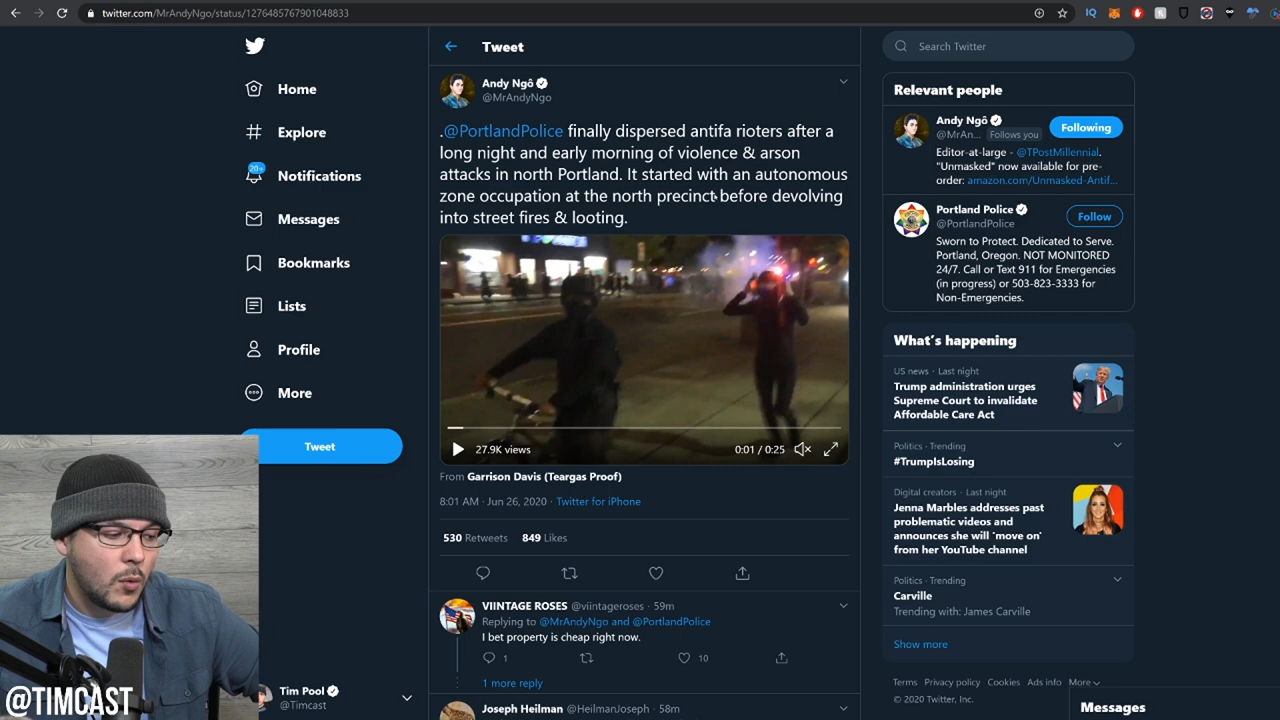 twitter.com/MrAndyNgo/status/1276485767901048833
Home
Explore
20+
Notifications
Messages
Bookmarks
Lists
Profile
More
Tweet
Tim Pool
@Timcast
@TIMCAST
Tweet
Andy Ngô
@MrAndyNgo
.@PortlandPolice finally dispersed antifa rioters after a
long night and early morning of violence & arson
attacks in north Portland. It started with an autonomous
zone occupation at the north precinct before devolving
into street fires & looting.
27.9K views
0:01 / 0:25
From Garrison Davis (Teargas Proof)
8:01 AM · Jun 26, 2020 · Twitter for iPhone
530 Retweets 849 Likes
VIINTAGE ROSES @viintageroses · 59m
Replying to @MrAndyNgo and @PortlandPolice
I bet property is cheap right now.
1
10
1 more reply
Joseph Heilman @HeilmanJoseph · 58m
Search Twitter
Relevant people
Andy Ngô
@MrAn... Follows you
Following
Editor-at-large - @TPostMillennial.
"Unmasked" now available for pre-
order: amazon.com/Unmasked-Antif...
Portland Police
@PortlandPolice
Follow
Sworn to Protect. Dedicated to Serve.
Portland, Oregon. NOT MONITORED
24/7. Call or Text 911 for Emergencies
(in progress) or 503-823-3333 for
Non-Emergencies.
What's happening
US news · Last night
Trump administration urges
Supreme Court to invalidate
Affordable Care Act
Politics · Trending
#TrumpIsLosing
Digital creators · Last night
Jenna Marbles addresses past
problematic videos and
announces she will 'move on'
from her YouTube channel
Politics · Trending
Carville
Trending with: James Carville
Show more
Terms Privacy policy Cookies Ads info More
© 2020 Twitter, Inc.
Messages